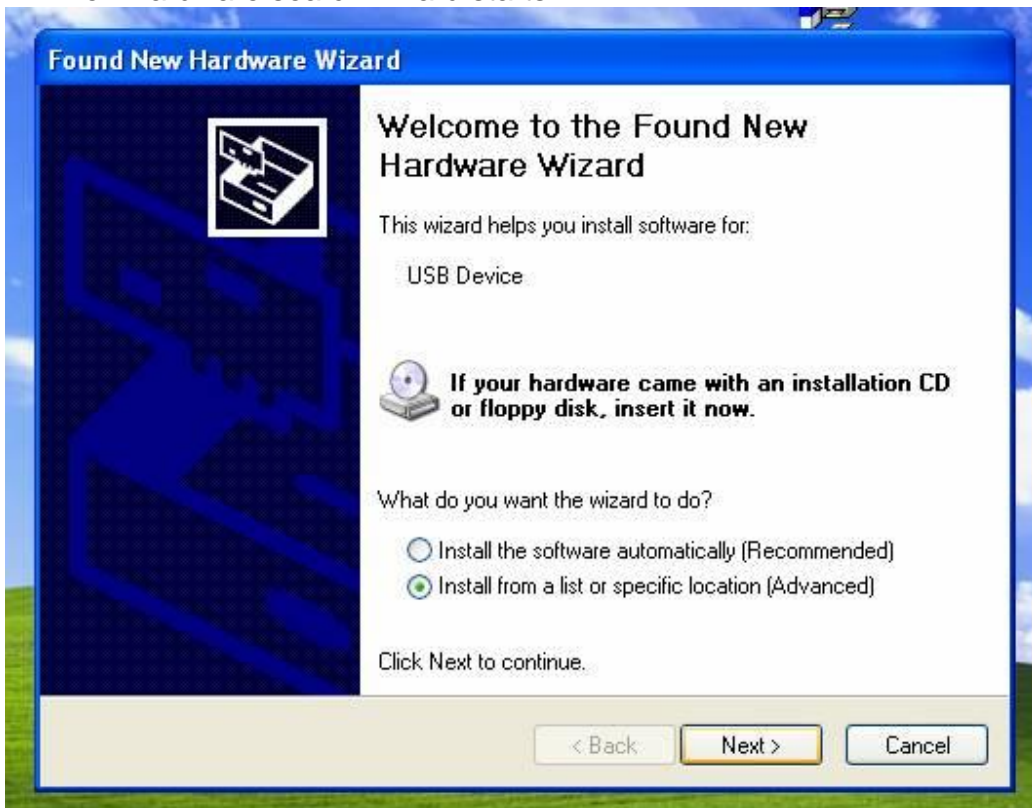 Found New Hardware Wizard
Welcome to the Found New
Hardware Wizard
This wizard helps you install software for:
USB Device
If your hardware came with an installation CD
or floppy disk, insert it now.
What do you want the wizard to do?
Install the software automatically (Recommended)
Install from a list or specific location (Advanced)
Click Next to continue.
< Back Next > Cancel